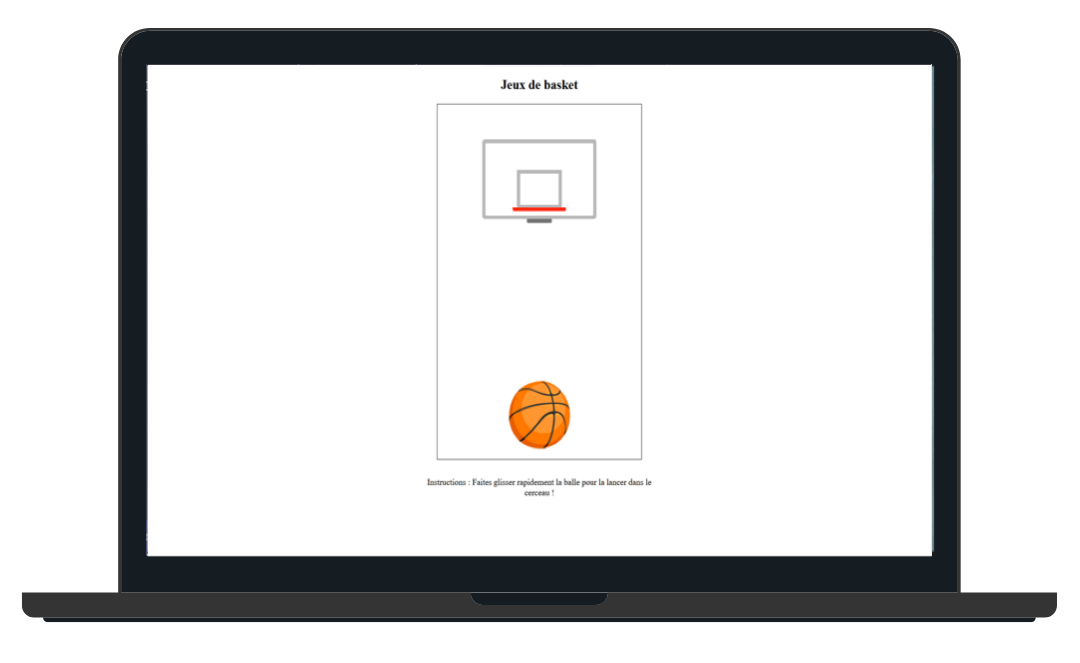 Jeux de basket
Instructions : Faites glisser rapidement la balle pour la lancer dans le
cerceau !